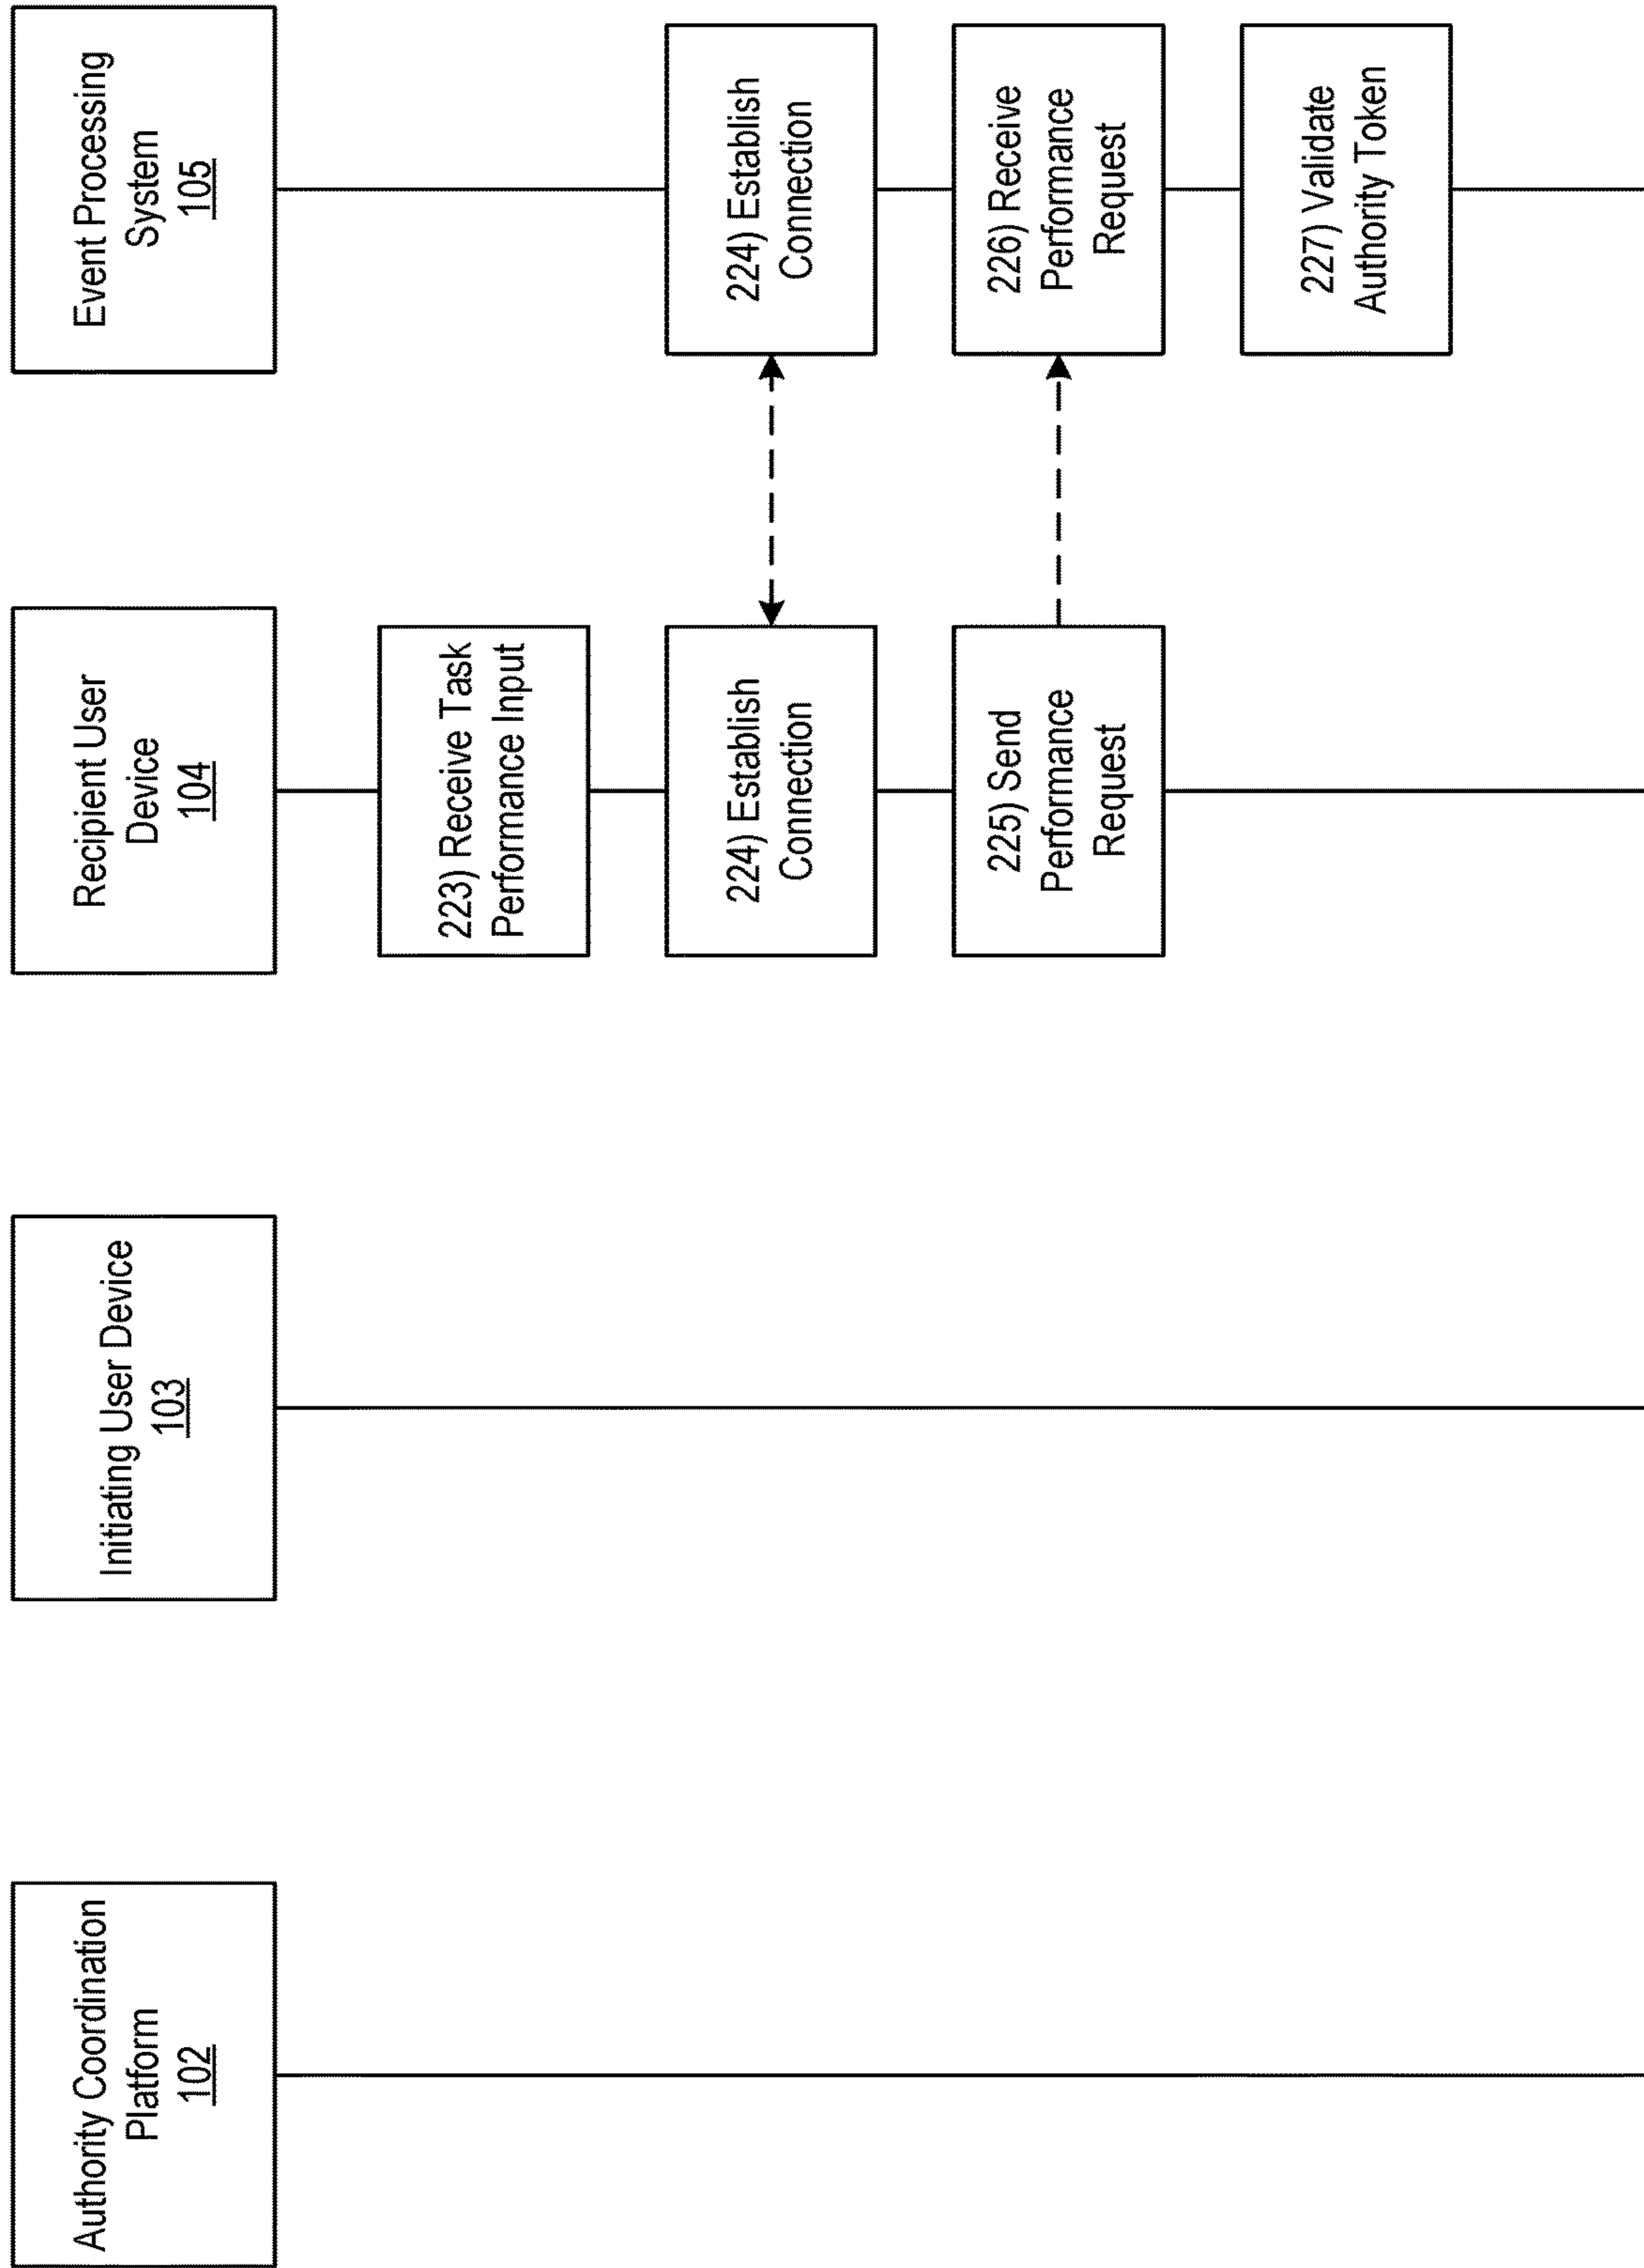 Authority Coordination
Platform
102
Initiating User Device
103
Recipient User
Device
104
Event Processing
System
105
223) Receive Task
Performance Input
224) Establish
Connection
224) Establish
Connection
225) Send
Performance
Request
226) Receive
Performance
Request
227) Validate
Authority Token